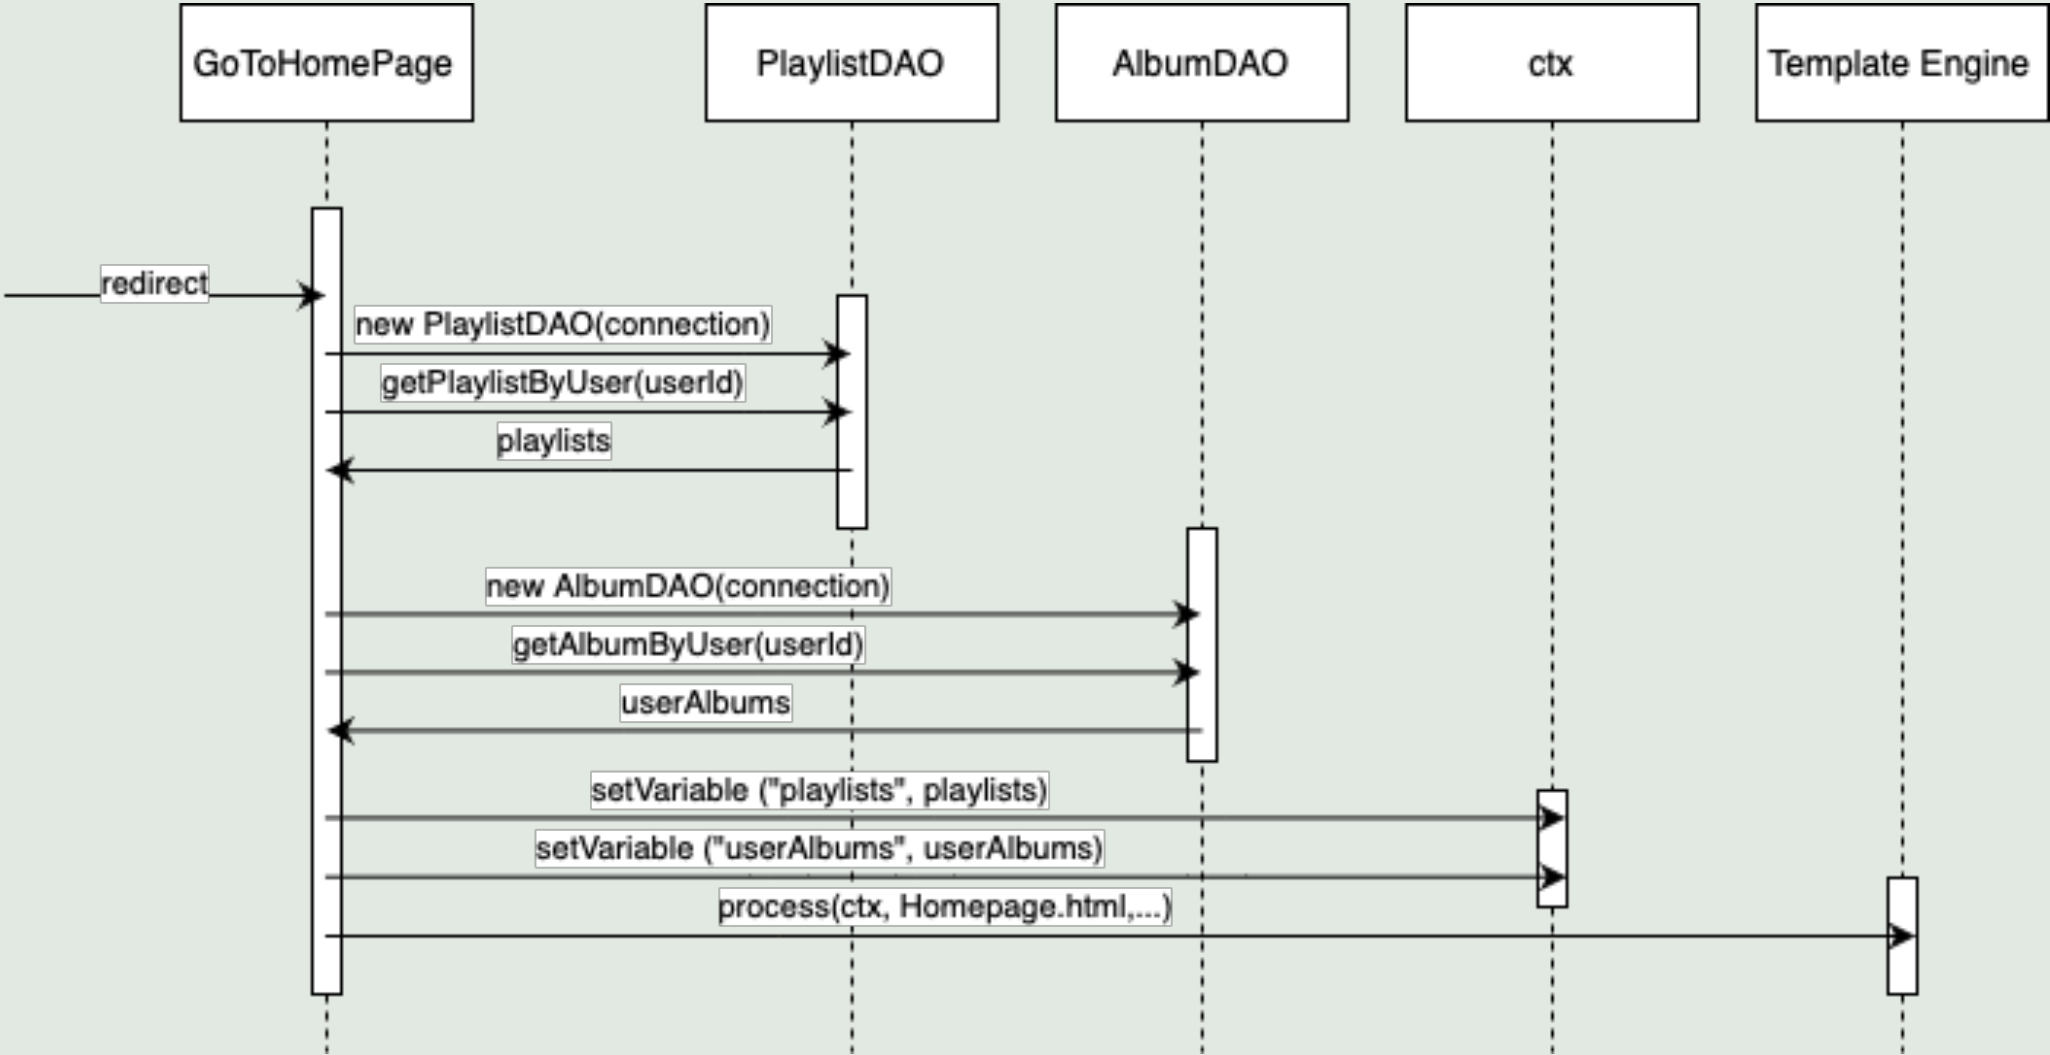 GoToHomePage
PlaylistDAO
AlbumDAO
ctx
Template Engine
redirect
new PlaylistDAO(connection)
getPlaylistByUser(userId)
playlists
new AlbumDAO(connection)
getAlbumByUser(userId)
userAlbums
setVariable ("playlists", playlists)
setVariable ("userAlbums", userAlbums)
process(ctx, Homepage.html,...)